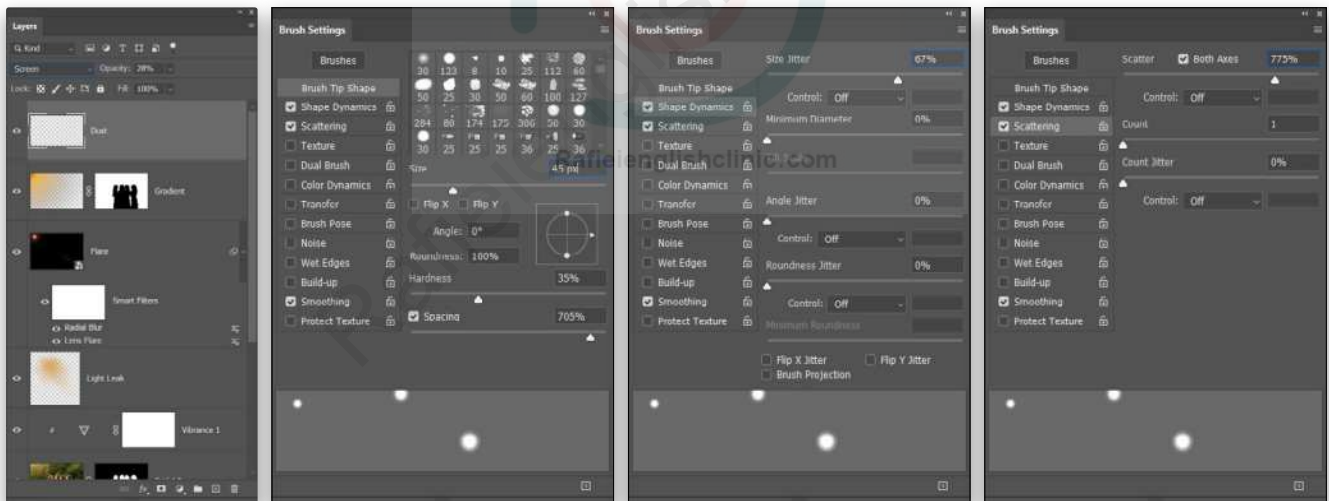 Layers
Kind
Screen
Opacity: 28%
Lock:
Fill: 100%
Dust
Gradient
Flare
Smart Filters
Radial Blur
Lens Flare
Light Leak
Vibrance 1
Brush Settings
Brushes
30 123 8 10 25 112 60
50 25 30 50 60 100 127
284 80 174 175 306 50 30
30 25 25 25 36 25 36
Brush Tip Shape
Shape Dynamics
Scattering
Texture
Dual Brush
Color Dynamics
Transfer
Brush Pose
Noise
Wet Edges
Build-up
Smoothing
Protect Texture
Size 45 px
Flip X Flip Y
Angle: 0°
Roundness: 100%
Hardness 35%
Spacing 705%
Brush Settings
Brushes
Brush Tip Shape
Shape Dynamics
Scattering
Texture
Dual Brush
Color Dynamics
Transfer
Brush Pose
Noise
Wet Edges
Build-up
Smoothing
Protect Texture
Size Jitter 67%
Control: Off
Minimum Diameter 0%
Angle Jitter 0%
Control: Off
Roundness Jitter 0%
Control: Off
Minimum Roundness
Flip X Jitter Flip Y Jitter
Brush Projection
Brush Settings
Brushes
Brush Tip Shape
Shape Dynamics
Scattering
Texture
Dual Brush
Color Dynamics
Transfer
Brush Pose
Noise
Wet Edges
Build-up
Smoothing
Protect Texture
Scatter Both Axes 775%
Control: Off
Count 1
Count Jitter 0%
Control: Off
Rafieienglishclinic.com